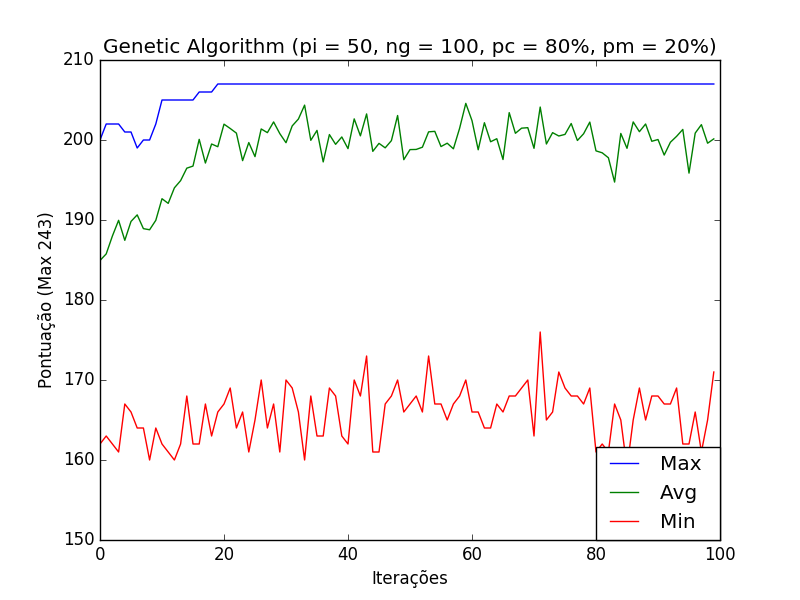 Genetic Algorithm (pi = 50, ng = 100, pc = 80%, pm = 20%)
210
200
190
180
170
160
150
Pontuação (Max 243)
Max
Avg
Min
0 20 40 60 80 100
Iterações